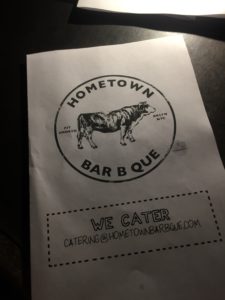 HOMETOWN
BAR B QUE
WE CATER
CATERING@HOMETOWNBARBQUE.COM